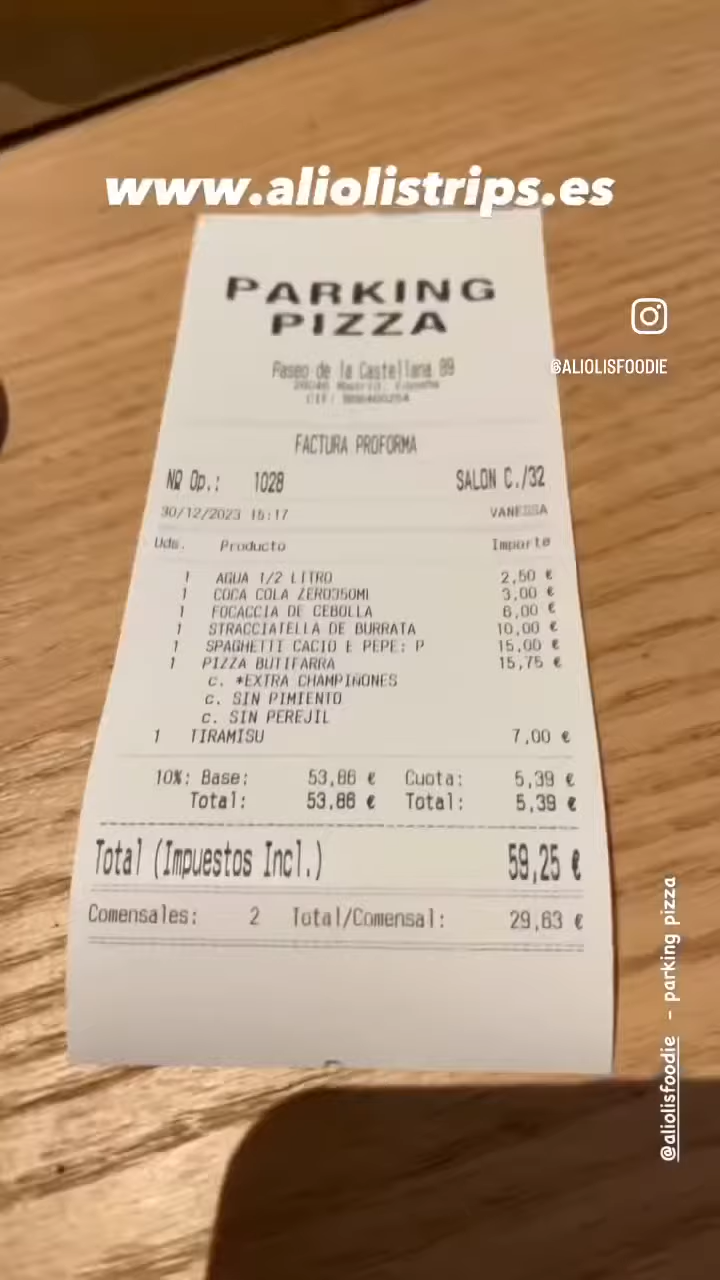 www.aliolistrips.es
PARKING
PIZZA
@ALIOLISFOODIE
Paseo de la Castellana 89
28046 Madrid, España
CIF:
FACTURA PROFORMA
Nº Op.: 1028 SALON C./32
30/12/2023 15:17 VANESSA
Uds. Producto Importe
1 AGUA 1/2 LITRO 2,50 €
1 COCA COLA ZERO350Ml 3,00 €
1 FOCACCIA DE CEBOLLA 6,00 €
1 STRACCIATELLA DE BURRATA 10,00 €
1 SPAGHETTI CACIO E PEPE: P 15,00 €
1 PIZZA BUTIFARRA 15,75 €
c. *EXTRA CHAMPIÑONES
c. SIN PIMIENTO
c. SIN PEREJIL
1 TIRAMISU 7,00 €
10%: Base: 53,86 € Cuota: 5,39 €
Total: 53,86 € Total: 5,39 €
Total (Impuestos Incl.) 59,25 €
Comensales: 2 Total/Comensal: 29,63 €
@aliolisfoodie - parking pizza